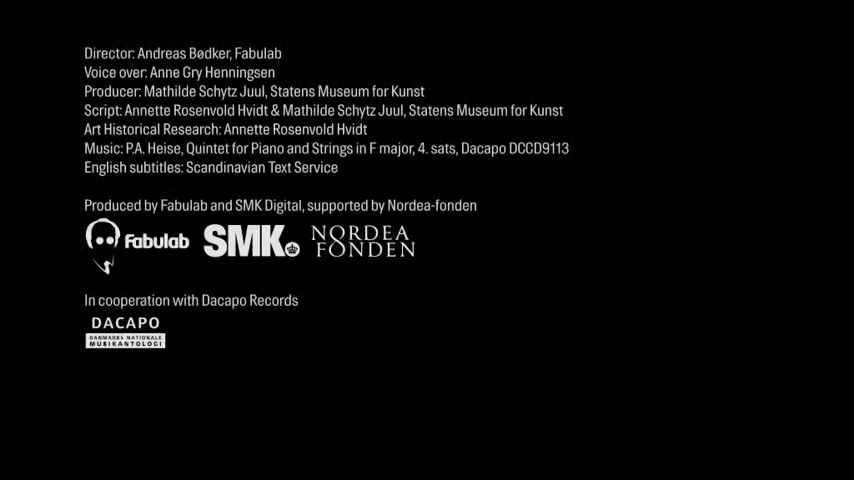 Director: Andreas Bødker, Fabulab
Voice over: Anne Gry Henningsen
Producer: Mathilde Schytz Juul, Statens Museum for Kunst
Script: Annette Rosenvold Hvidt & Mathilde Schytz Juul, Statens Museum for Kunst
Art Historical Research: Annette Rosenvold Hvidt
Music: P.A. Heise, Quintet for Piano and Strings in F major, 4. sats, Dacapo DCCD9113
English subtitles: Scandinavian Text Service
Produced by Fabulab and SMK Digital, supported by Nordea-fonden
Fabulab SMK. NORDEA
FONDEN
In cooperation with Dacapo Records
DACAPO
DANMARKS NATIONALE
MUSIKANTOLOGI